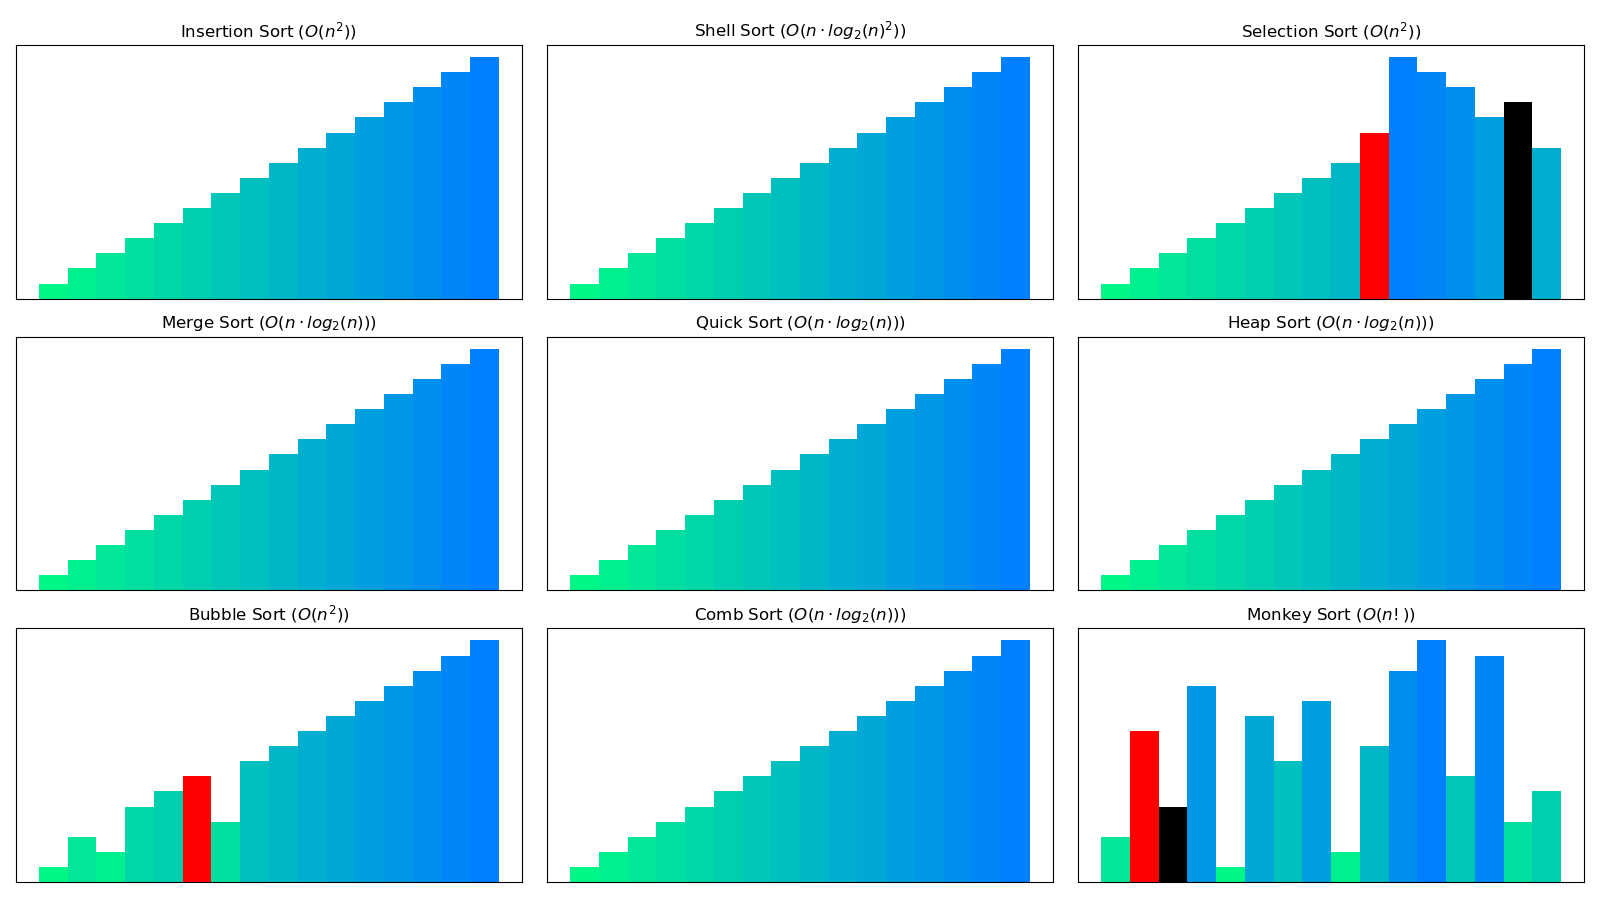 Insertion Sort (O(n²))
Shell Sort (O(n · log₂(n)²))
Selection Sort (O(n²))
Merge Sort (O(n · log₂(n)))
Quick Sort (O(n · log₂(n)))
Heap Sort (O(n · log₂(n)))
Bubble Sort (O(n²))
Comb Sort (O(n · log₂(n)))
Monkey Sort (O(n! ))